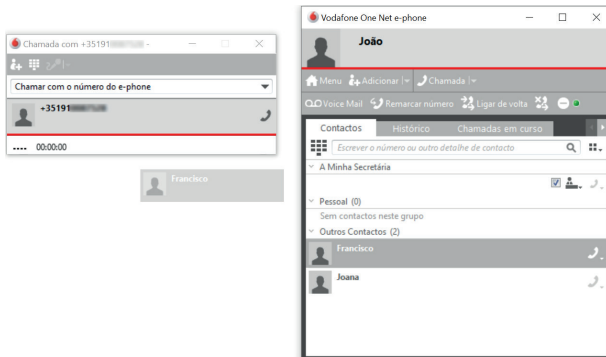 Chamada com +35191 -
Chamar com o número do e-phone
+35191
00:00:00
Francisco
Vodafone One Net e-phone
João
Menu Adicionar Chamada
Voice Mail Remarcar número Ligar de volta
Contactos Histórico Chamadas em curso
Escrever o número ou outro detalhe de contacto
A Minha Secretária
Pessoal (0)
Sem contactos neste grupo
Outros Contactos (2)
Francisco
Joana